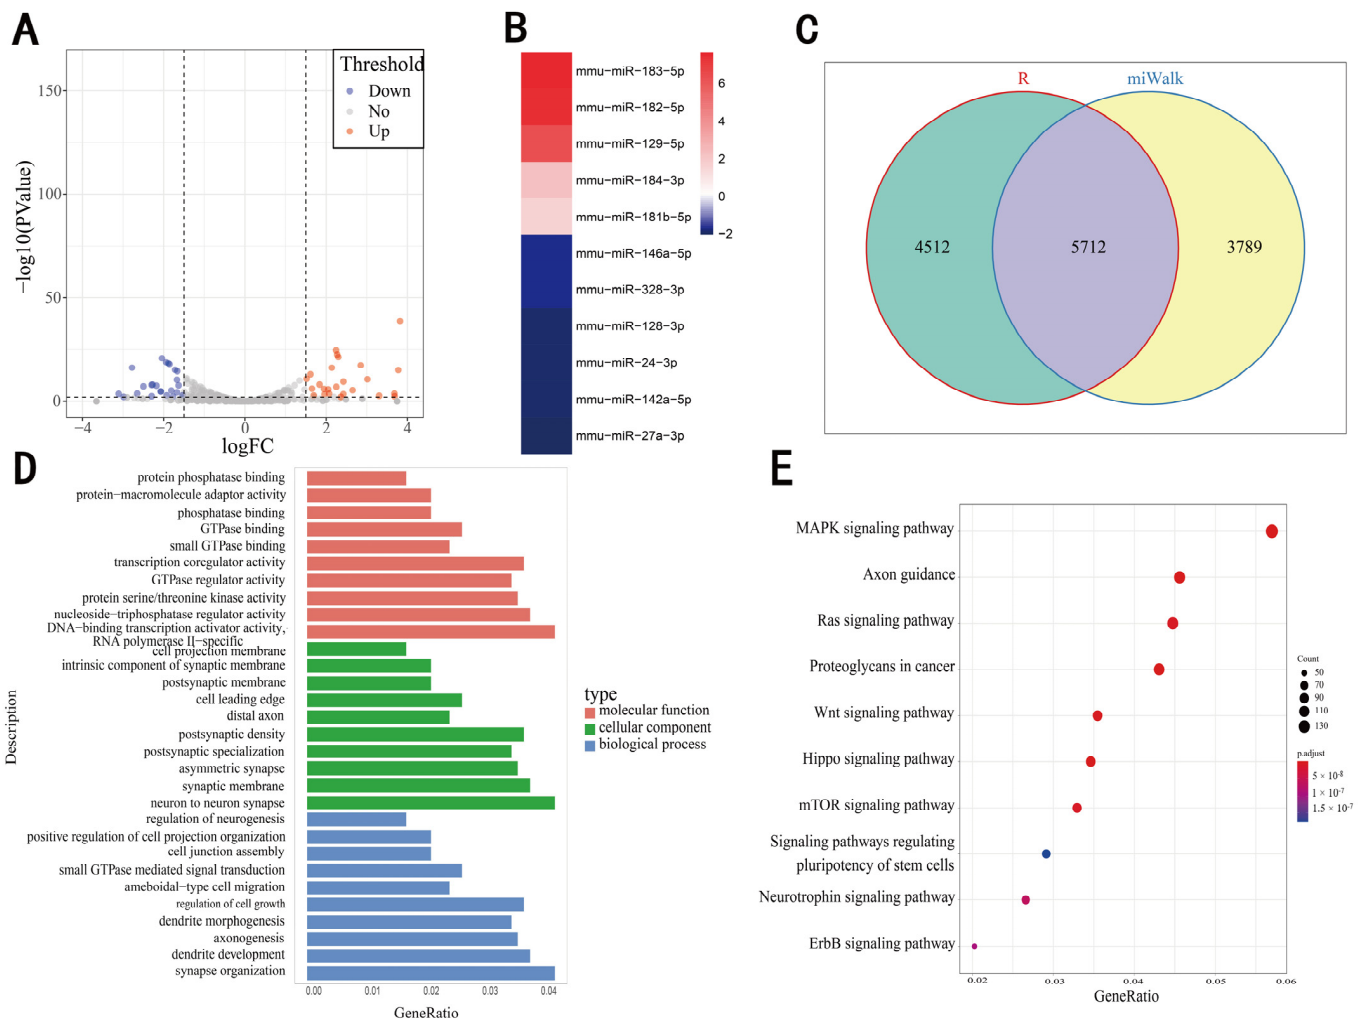 A
Threshold
Down
No
Up
150
100
50
0
−4
−2
0
2
4
−log10(PValue)
logFC
B
mmu−miR−183−5p
mmu−miR−182−5p
mmu−miR−129−5p
mmu−miR−184−3p
mmu−miR−181b−5p
mmu−miR−146a−5p
mmu−miR−328−3p
mmu−miR−128−3p
mmu−miR−24−3p
mmu−miR−142a−5p
mmu−miR−27a−3p
6
4
2
0
−2
C
R
miWalk
4512
5712
3789
D
protein phosphatase binding
protein−macromolecule adaptor activity
phosphatase binding
GTPase binding
small GTPase binding
transcription coregulator activity
GTPase regulator activity
protein serine/threonine kinase activity
nucleoside−triphosphatase regulator activity
DNA−binding transcription activator activity,
RNA polymerase II−specific
cell projection membrane
intrinsic component of synaptic membrane
postsynaptic membrane
cell leading edge
distal axon
postsynaptic density
postsynaptic specialization
asymmetric synapse
synaptic membrane
neuron to neuron synapse
regulation of neurogenesis
positive regulation of cell projection organization
cell junction assembly
small GTPase mediated signal transduction
ameboidal−type cell migration
regulation of cell growth
dendrite morphogenesis
axonogenesis
dendrite development
synapse organization
Description
0.00
0.01
0.02
0.03
0.04
GeneRatio
type
molecular function
cellular component
biological process
E
MAPK signaling pathway
Axon guidance
Ras signaling pathway
Proteoglycans in cancer
Wnt signaling pathway
Hippo signaling pathway
mTOR signaling pathway
Signaling pathways regulating
pluripotency of stem cells
Neurotrophin signaling pathway
ErbB signaling pathway
0.02
0.03
0.04
0.05
0.06
GeneRatio
Count
50
70
90
110
130
p.adjust
5 × 10⁻⁸
1 × 10⁻⁷
1.5 × 10⁻⁷